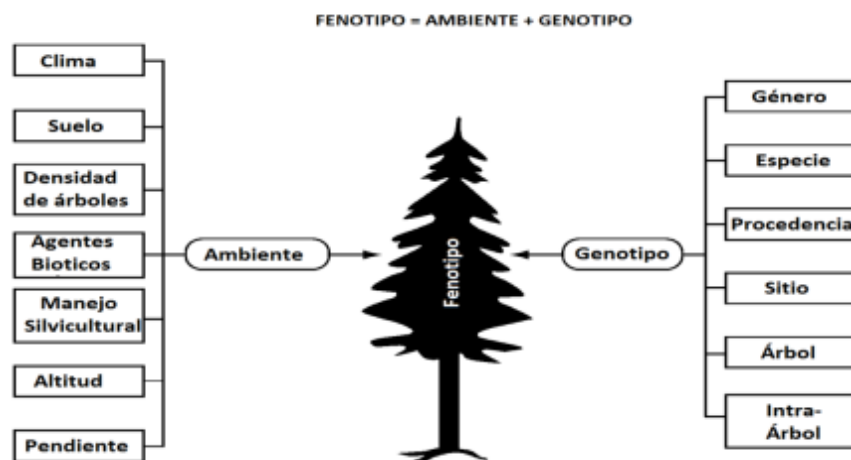 FENOTIPO = AMBIENTE + GENOTIPO
Clima
Suelo
Densidad
de árboles
Agentes
Bioticos
Manejo
Silvicultural
Altitud
Pendiente
Ambiente
Fenotipo
Genotipo
Género
Especie
Procedencia
Sitio
Árbol
Intra-
Árbol